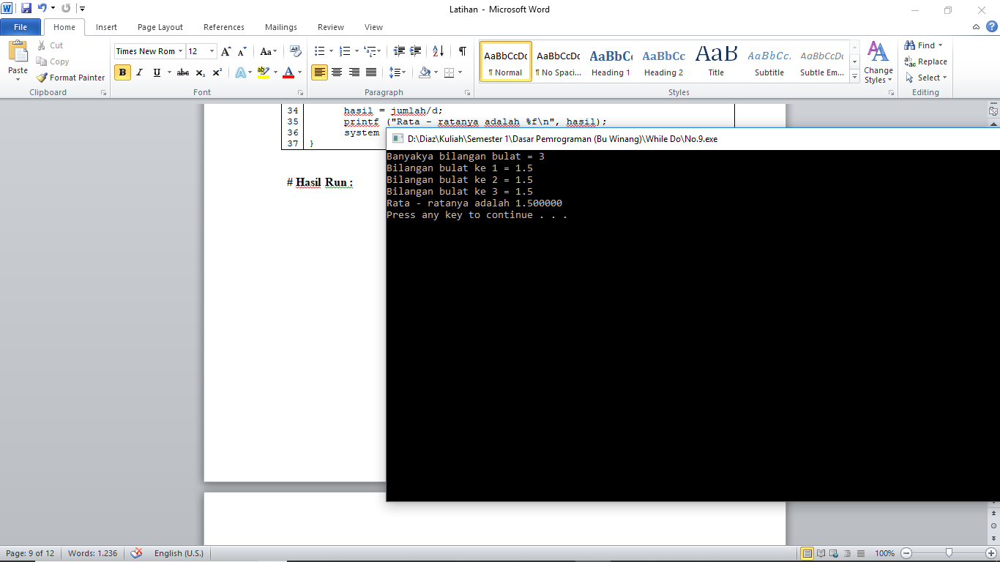 Latihan - Microsoft Word
File Home Insert Page Layout References Mailings Review View
Paste
Cut
Copy
Format Painter
Clipboard
Times New Rom 12
Font
Paragraph
AaBbCcDc AaBbCcDc AaBbC AaBbCc AaB AaBbCc. AaBbCcDc
¶ Normal ¶ No Spaci... Heading 1 Heading 2 Title Subtitle Subtle Em...
Change
Styles
Styles
Find
Replace
Select
Editing
34 hasil = jumlah/d;
35 printf ("Rata - ratanya adalah %f\n", hasil);
36 system
37 }
# Hasil Run :
D:\Diaz\Kuliah\Semester 1\Dasar Pemrograman (Bu Winang)\While Do\No.9.exe
Banyakya bilangan bulat = 3
Bilangan bulat ke 1 = 1.5
Bilangan bulat ke 2 = 1.5
Bilangan bulat ke 3 = 1.5
Rata - ratanya adalah 1.500000
Press any key to continue . . .
Page: 9 of 12 Words: 1.236 English (U.S.) 100%